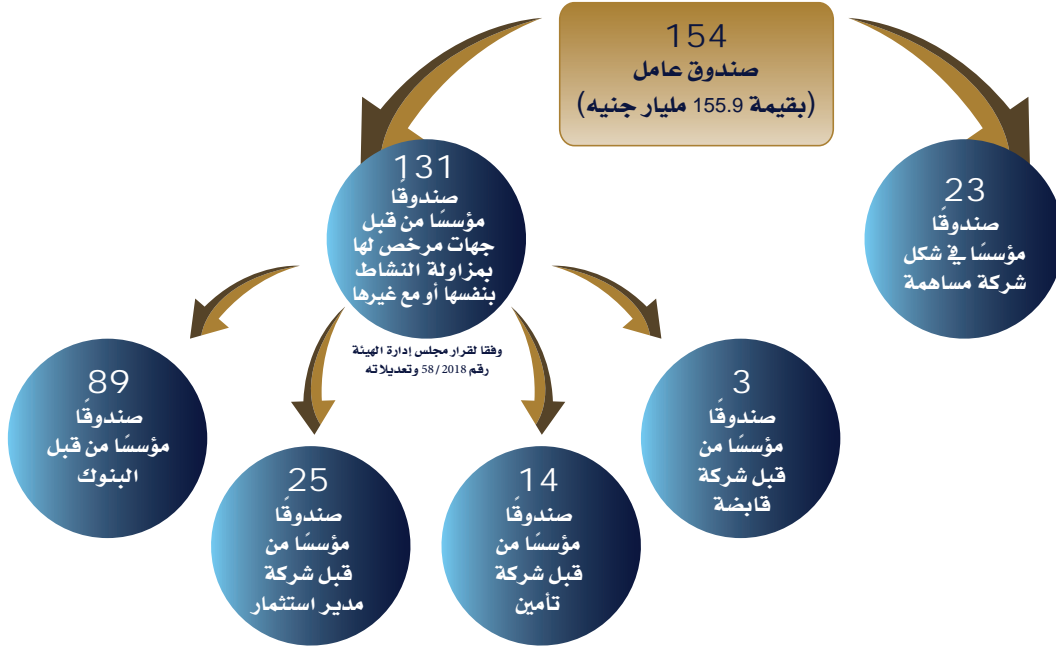 154
صندوق عامل
(بقيمة 155.9 مليار جنيه)
23
صندوقًا
مؤسسًا في شكل
شركة مساهمة
131
صندوقًا
مؤسسًا من قبل
جهات مرخص لها
بمزاولة النشاط
بنفسها أو مع غيرها
وفقا لقرار مجلس إدارة الهيئة
رقم 58/2018 وتعديلاته
3
صندوقًا
مؤسسًا من
قبل شركة
قابضة
14
صندوقًا
مؤسسًا من
قبل شركة
تأمين
25
صندوقًا
مؤسسًا من
قبل شركة
مدير استثمار
89
صندوقًا
مؤسسًا من قبل
البنوك